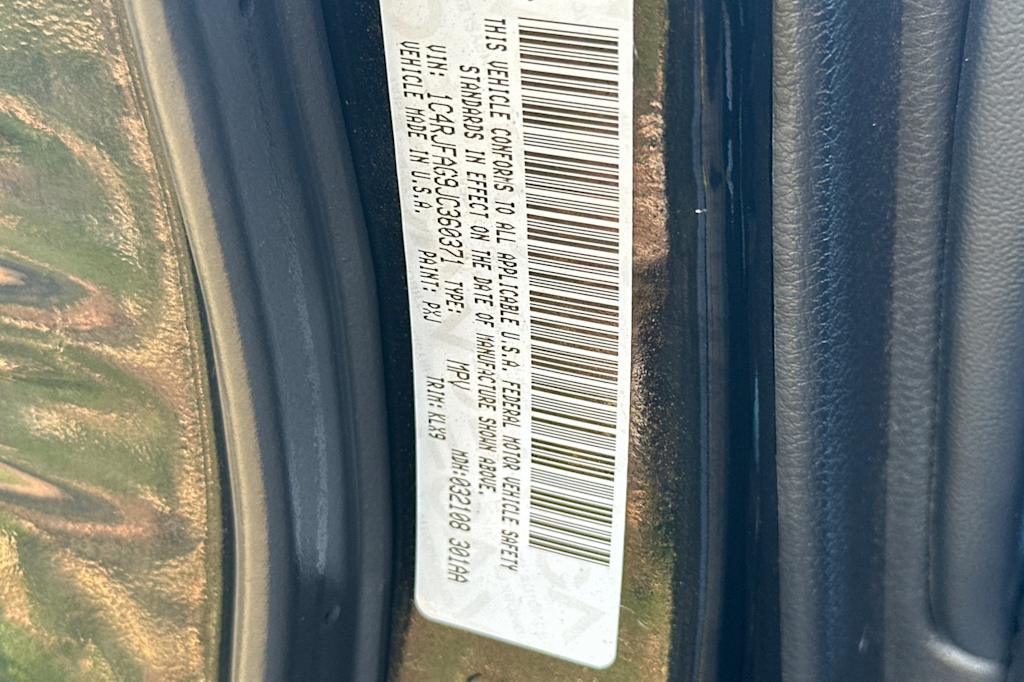 THIS VEHICLE CONFORMS TO ALL APPLICABLE U.S.A. FEDERAL MOTOR VEHICLE SAFETY
STANDARDS IN EFFECT ON THE DATE OF MANUFACTURE SHOWN ABOVE.
VIN: 1C4RJFAG9JC360371 TYPE: MPV MDH:032108 301AA
VEHICLE MADE IN U.S.A. PAINT: PXJ TRIM:KLX9